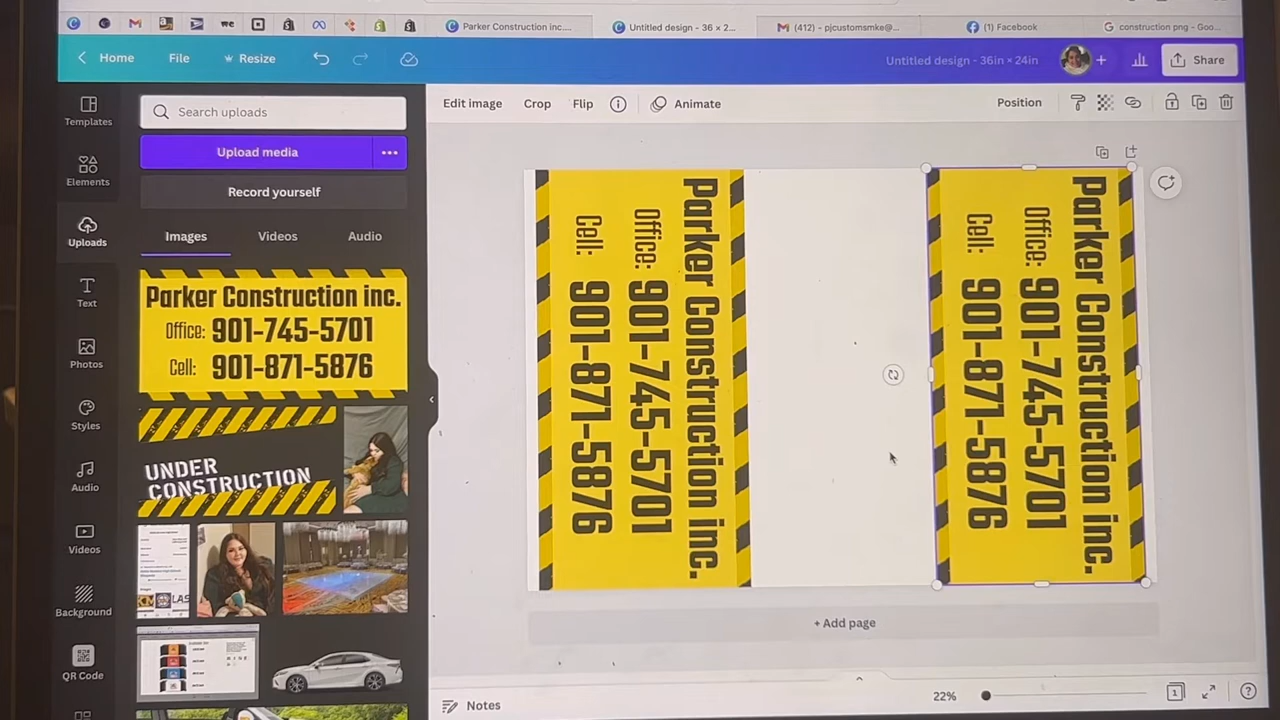 Parker Construction inc....
Untitled design - 36 × 2...
(412) - pjcustomsmke@...
(1) Facebook
construction png - Goo...
Home
File
Resize
Untitled design - 36in × 24in
Share
Templates
Elements
Uploads
Text
Photos
Styles
Audio
Videos
Background
QR Code
Search uploads
Upload media
Record yourself
Images
Videos
Audio
Parker Construction inc.
Office: 901-745-5701
Cell: 901-871-5876
UNDER
CONSTRUCTION
Edit image
Crop
Flip
Animate
Position
Parker Construction inc.
Office: 901-745-5701
Cell: 901-871-5876
Parker Construction inc.
Office: 901-745-5701
Cell: 901-871-5876
+ Add page
Notes
22%
1